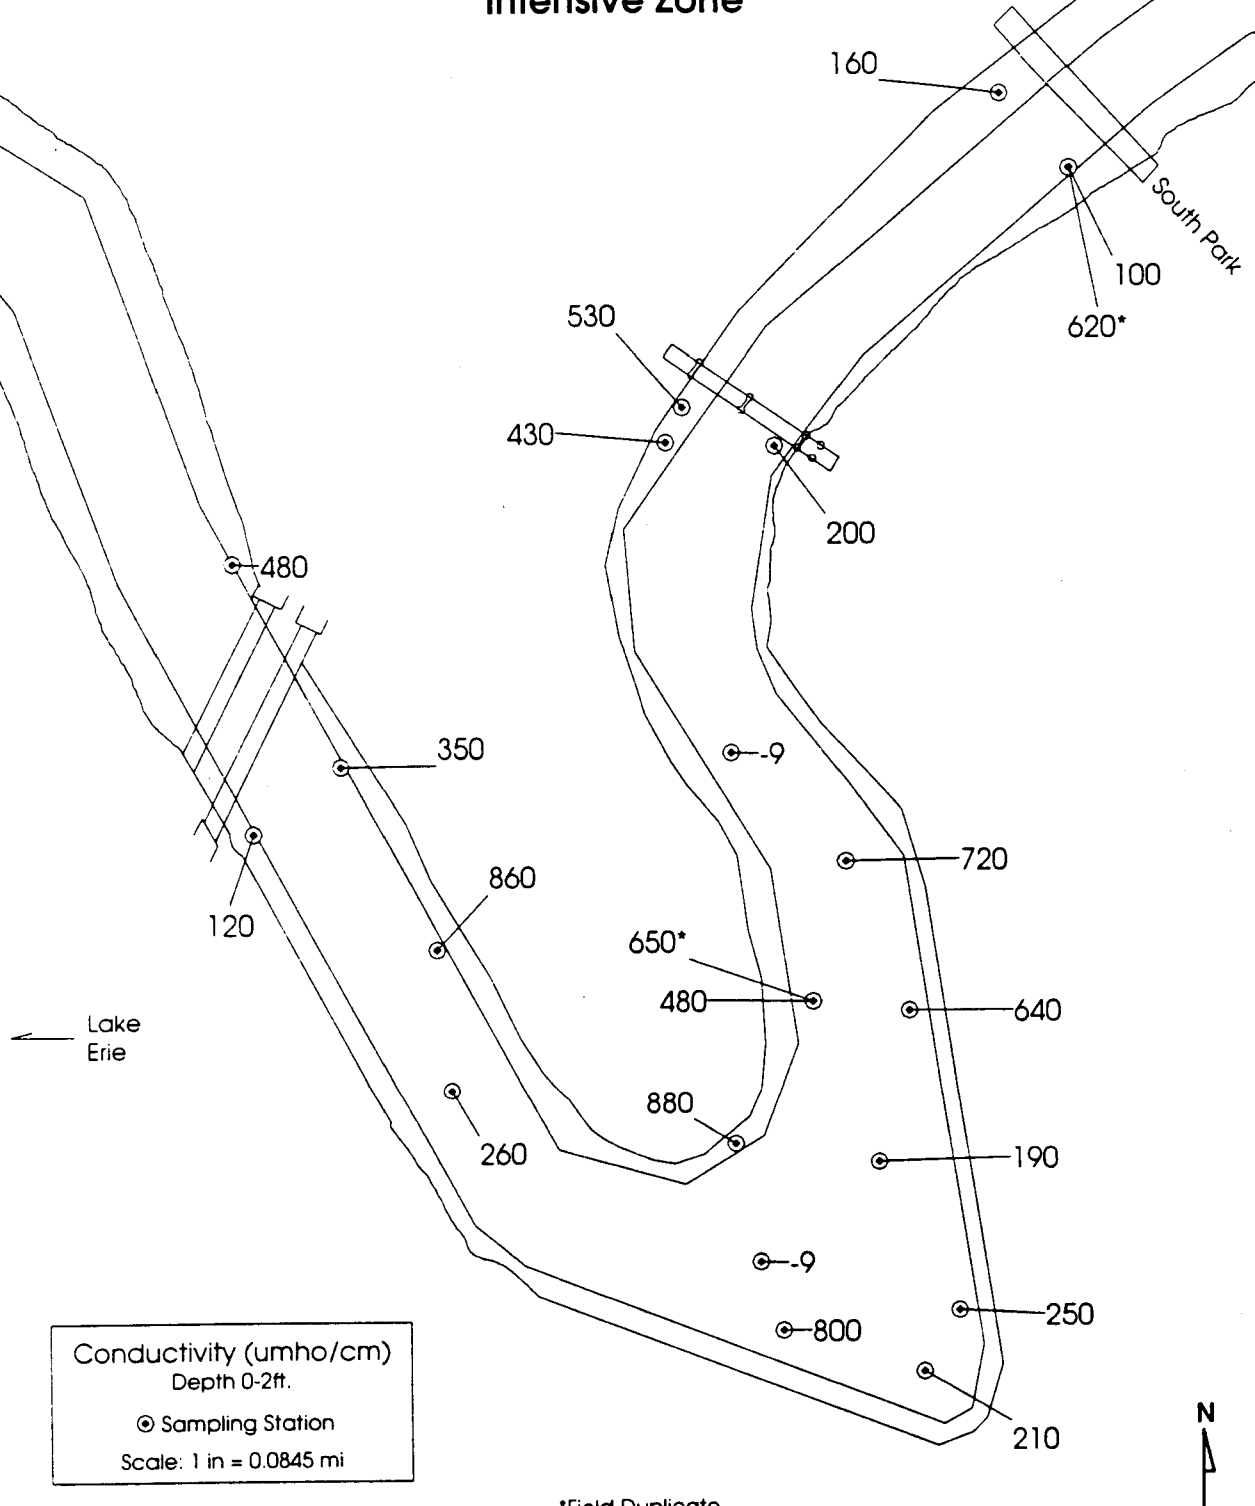 Intensive Zone
160
South Park
100
620*
530
430
200
480
350
-9
720
860
120
650*
480
640
Lake
Erie
880
260
190
-9
250
800
Conductivity (umho/cm)
Depth 0-2ft.
Sampling Station
Scale: 1 in = 0.0845 mi
210
N
*Field Duplicate